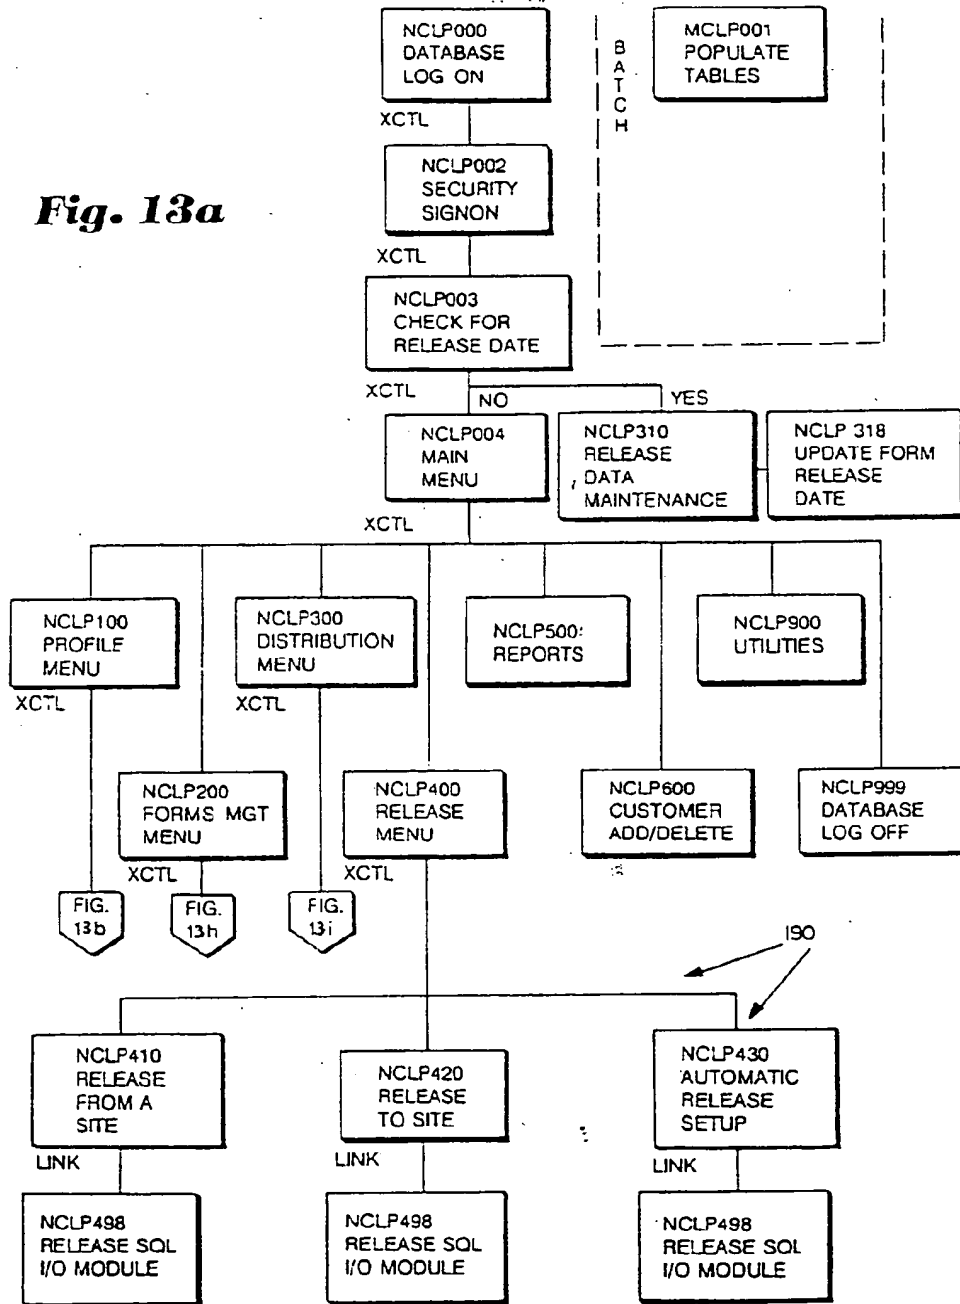 NCLP000
DATABASE
LOG ON
B
A
T
C
H
MCLP001
POPULATE
TABLES
XCTL
NCLP002
SECURITY
SIGNON
Fig. 13a
XCTL
NCLP003
CHECK FOR
RELEASE DATE
XCTL
NO
YES
NCLP004
MAIN
MENU
NCLP310
RELEASE
DATA
MAINTENANCE
NCLP 318
UPDATE FORM
RELEASE
DATE
XCTL
NCLP100
PROFILE
MENU
NCLP300
DISTRIBUTION
MENU
NCLP500:
REPORTS
NCLP900
UTILITIES
XCTL
XCTL
NCLP200
FORMS MGT
MENU
NCLP400
RELEASE
MENU
NCLP600
CUSTOMER
ADD/DELETE
NCLP999
DATABASE
LOG OFF
XCTL
XCTL
FIG.
13b
FIG.
13h
FIG.
13i
190
NCLP410
RELEASE
FROM A
SITE
NCLP420
RELEASE
TO SITE
NCLP430
AUTOMATIC
RELEASE
SETUP
LINK
LINK
LINK
NCLP498
RELEASE SQL
I/O MODULE
NCLP498
RELEASE SQL
I/O MODULE
NCLP498
RELEASE SQL
I/O MODULE